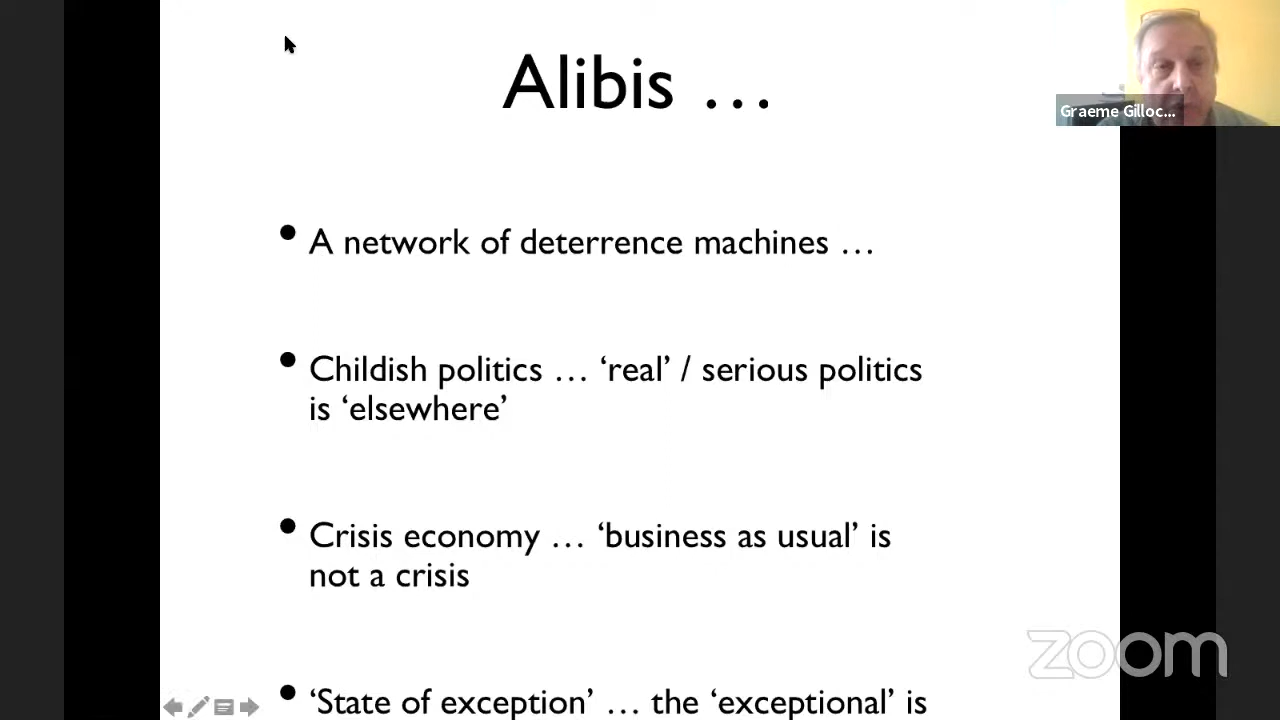 Alibis …
Graeme Gilloc...
• A network of deterrence machines …
• Childish politics … ‘real’ / serious politics
is ‘elsewhere’
• Crisis economy … ‘business as usual’ is
not a crisis
zoom
• ‘State of exception’ … the ‘exceptional’ is